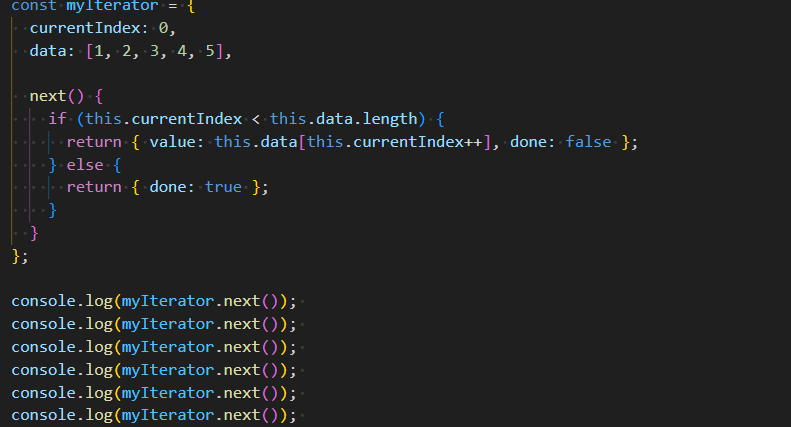 const myIterator = {
  currentIndex: 0,
  data: [1, 2, 3, 4, 5],
  next() {
    if (this.currentIndex < this.data.length) {
      return { value: this.data[this.currentIndex++], done: false };
    } else {
      return { done: true };
    }
  }
};
console.log(myIterator.next());
console.log(myIterator.next());
console.log(myIterator.next());
console.log(myIterator.next());
console.log(myIterator.next());
console.log(myIterator.next());